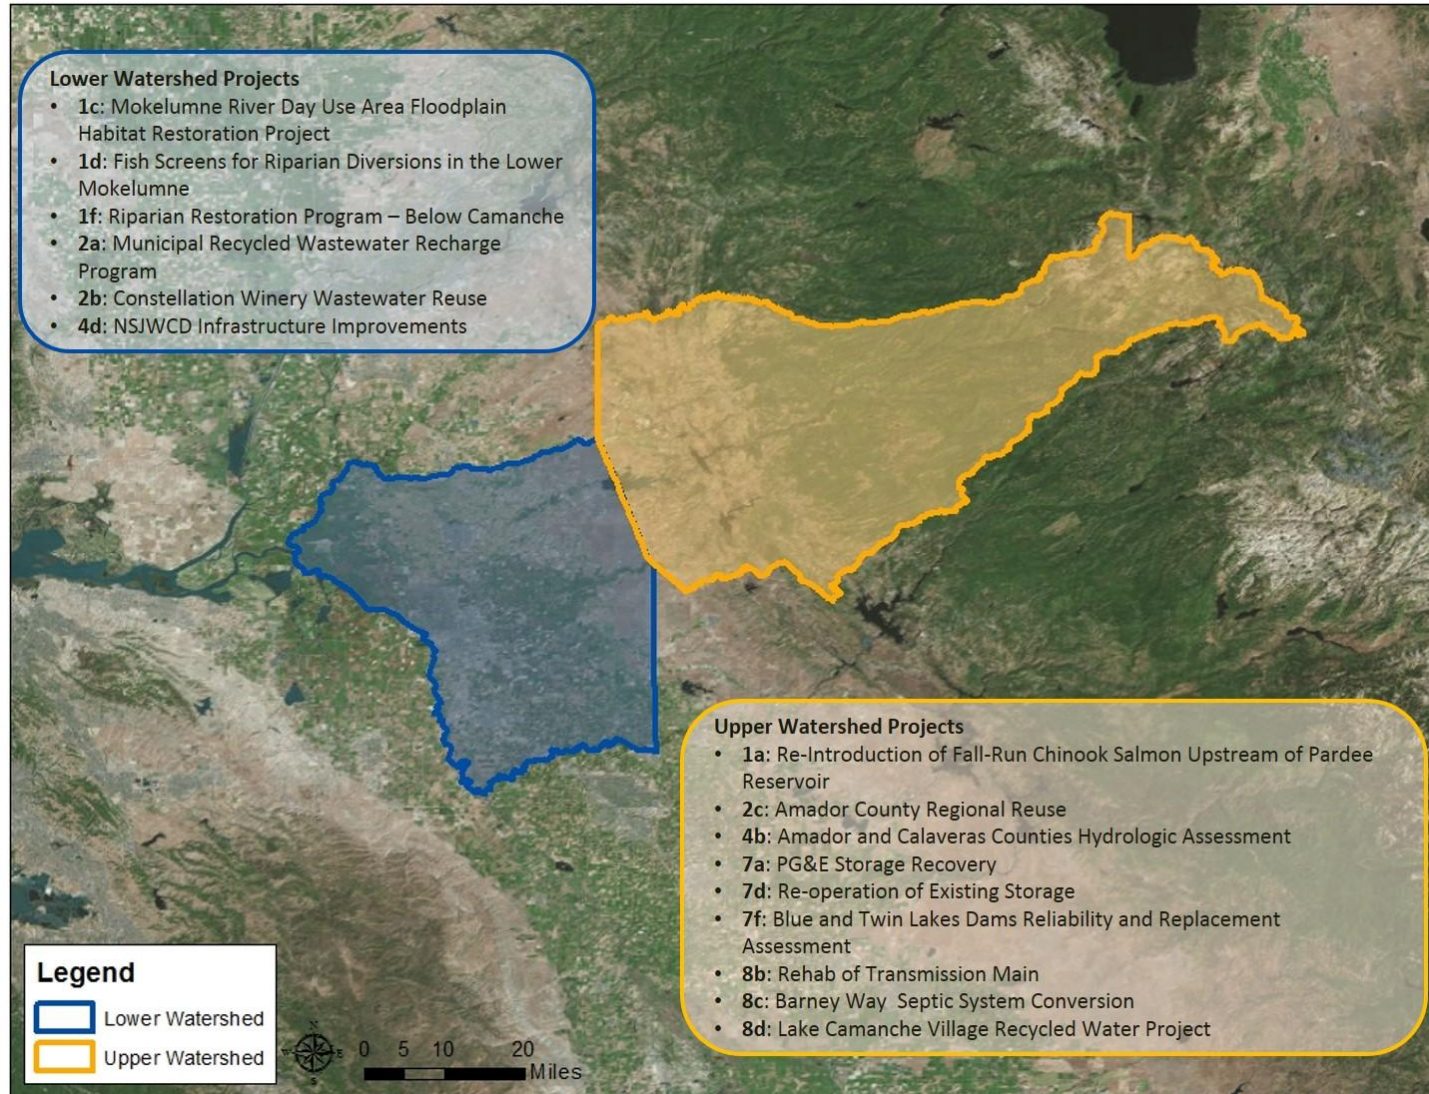 Lower Watershed Projects
• 1c: Mokelumne River Day Use Area Floodplain
Habitat Restoration Project
• 1d: Fish Screens for Riparian Diversions in the Lower
Mokelumne
• 1f: Riparian Restoration Program – Below Camanche
• 2a: Municipal Recycled Wastewater Recharge
Program
• 2b: Constellation Winery Wastewater Reuse
• 4d: NSJWCD Infrastructure Improvements
Upper Watershed Projects
• 1a: Re-Introduction of Fall-Run Chinook Salmon Upstream of Pardee
Reservoir
• 2c: Amador County Regional Reuse
• 4b: Amador and Calaveras Counties Hydrologic Assessment
• 7a: PG&E Storage Recovery
• 7d: Re-operation of Existing Storage
• 7f: Blue and Twin Lakes Dams Reliability and Replacement
Assessment
• 8b: Rehab of Transmission Main
• 8c: Barney Way Septic System Conversion
• 8d: Lake Camanche Village Recycled Water Project
Legend
Lower Watershed
Upper Watershed
N
W E
S
0 5 10 20
Miles